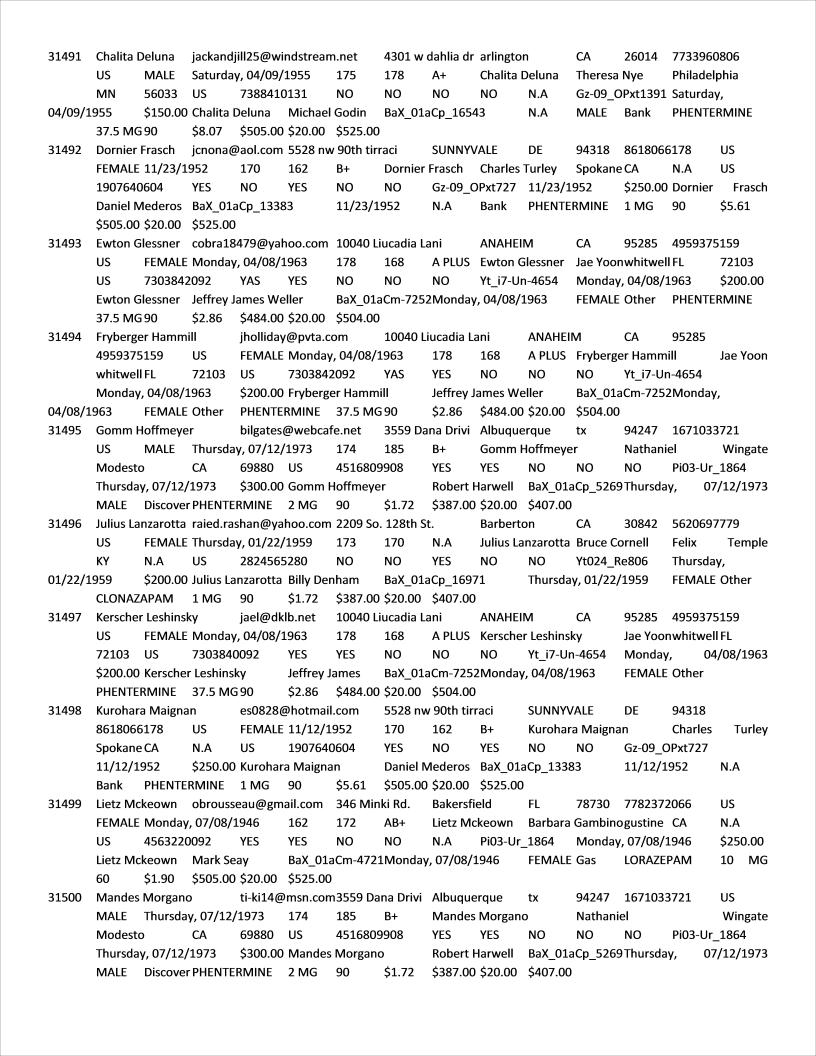 31491 Chalita Deluna jackandjill25@windstream.net 4301 w dahlia dr arlington CA 26014 7733960806
US MALE Saturday, 04/09/1955 175 178 A+ Chalita Deluna Theresa Nye Philadelphia
MN 56033 US 7388410131 NO NO NO NO N.A Gz-09_OPxt1391 Saturday,
04/09/1955 $150.00 Chalita Deluna Michael Godin BaX_01aCp_16543 N.A MALE Bank PHENTERMINE
37.5 MG 90 $8.07 $505.00 $20.00 $525.00
31492 Dornier Frasch jcnona@aol.com 5528 nw 90th tirraci SUNNYVALE DE 94318 8618066178 US
FEMALE 11/23/1952 170 162 B+ Dornier Frasch Charles Turley Spokane CA N.A US
1907640604 YES NO YES NO NO Gz-09_OPxt727 11/23/1952 $250.00 Dornier Frasch
Daniel Mederos BaX_01aCp_13383 11/23/1952 N.A Bank PHENTERMINE 1 MG 90 $5.61
$505.00 $20.00 $525.00
31493 Ewton Glessner cobra18479@yahoo.com 10040 Liucadia Lani ANAHEIM CA 95285 4959375159
US FEMALE Monday, 04/08/1963 178 168 A PLUS Ewton Glessner Jae Yoonwhitwell FL 72103
US 7303842092 YAS YES NO NO NO Yt_i7-Un-4654 Monday, 04/08/1963 $200.00
Ewton Glessner Jeffrey James Weller BaX_01aCm-7252Monday, 04/08/1963 FEMALE Other PHENTERMINE
37.5 MG 90 $2.86 $484.00 $20.00 $504.00
31494 Fryberger Hammill jholliday@pvta.com 10040 Liucadia Lani ANAHEIM CA 95285
4959375159 US FEMALE Monday, 04/08/1963 178 168 A PLUS Fryberger Hammill Jae Yoon
whitwell FL 72103 US 7303842092 YAS YES NO NO NO Yt_i7-Un-4654
Monday, 04/08/1963 $200.00 Fryberger Hammill Jeffrey James Weller BaX_01aCm-7252Monday,
04/08/1963 FEMALE Other PHENTERMINE 37.5 MG 90 $2.86 $484.00 $20.00 $504.00
31495 Gomm Hoffmeyer bilgates@webcafe.net 3559 Dana Drivi Albuquerque tx 94247 1671033721
US MALE Thursday, 07/12/1973 174 185 B+ Gomm Hoffmeyer Nathaniel Wingate
Modesto CA 69880 US 4516809908 YES YES NO NO NO Pi03-Ur_1864
Thursday, 07/12/1973 $300.00 Gomm Hoffmeyer Robert Harwell BaX_01aCp_5269 Thursday, 07/12/1973
MALE Discover PHENTERMINE 2 MG 90 $1.72 $387.00 $20.00 $407.00
31496 Julius Lanzarotta raied.rashan@yahoo.com 2209 So. 128th St. Barberton CA 30842 5620697779
US FEMALE Thursday, 01/22/1959 173 170 N.A Julius Lanzarotta Bruce Cornell Felix Temple
KY N.A US 2824565280 NO NO YES NO NO Yt024_Re806 Thursday,
01/22/1959 $200.00 Julius Lanzarotta Billy Denham BaX_01aCp_16971 Thursday, 01/22/1959 FEMALE Other
CLONAZAPAM 1 MG 90 $1.72 $387.00 $20.00 $407.00
31497 Kerscher Leshinsky jael@dklb.net 10040 Liucadia Lani ANAHEIM CA 95285 4959375159
US FEMALE Monday, 04/08/1963 178 168 A PLUS Kerscher Leshinsky Jae Yoonwhitwell FL
72103 US 7303840092 YES YES NO NO NO Yt_i7-Un-4654 Monday, 04/08/1963
$200.00 Kerscher Leshinsky Jeffrey James BaX_01aCm-7252Monday, 04/08/1963 FEMALE Other
PHENTERMINE 37.5 MG 90 $2.86 $484.00 $20.00 $504.00
31498 Kurohara Maignan es0828@hotmail.com 5528 nw 90th tirraci SUNNYVALE DE 94318
8618066178 US FEMALE 11/12/1952 170 162 B+ Kurohara Maignan Charles Turley
Spokane CA N.A US 1907640604 YES NO YES NO NO Gz-09_OPxt727
11/12/1952 $250.00 Kurohara Maignan Daniel Mederos BaX_01aCp_13383 11/23/1952 N.A
Bank PHENTERMINE 1 MG 90 $5.61 $505.00 $20.00 $525.00
31499 Lietz Mckeown obrousseau@gmail.com 346 Minki Rd. Bakersfield FL 78730 7782372066 US
FEMALE Monday, 07/08/1946 162 172 AB+ Lietz Mckeown Barbara Gambinogustine CA N.A
US 4563220092 YES YES NO NO N.A Pi03-Ur_1864 Monday, 07/08/1946 $250.00
Lietz Mckeown Mark Seay BaX_01aCm-4721Monday, 07/08/1946 FEMALE Gas LORAZEPAM 10 MG
60 $1.90 $505.00 $20.00 $525.00
31500 Mandes Morgano ti-ki14@msn.com3559 Dana Drivi Albuquerque tx 94247 1671033721 US
MALE Thursday, 07/12/1973 174 185 B+ Mandes Morgano Nathaniel Wingate
Modesto CA 69880 US 4516809908 YES YES NO NO NO Pi03-Ur_1864
Thursday, 07/12/1973 $300.00 Mandes Morgano Robert Harwell BaX_01aCp_5269 Thursday, 07/12/1973
MALE Discover PHENTERMINE 2 MG 90 $1.72 $387.00 $20.00 $407.00